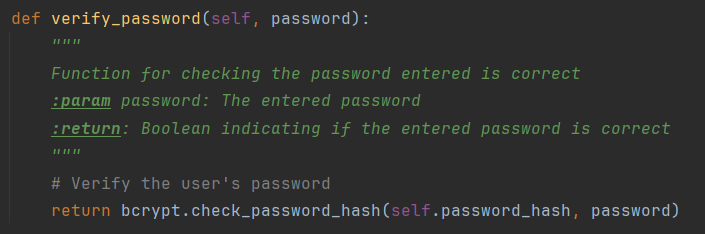 def verify_password(self, password):
"""
Function for checking the password entered is correct
:param password: The entered password
:return: Boolean indicating if the entered password is correct
"""
# Verify the user's password
return bcrypt.check_password_hash(self.password_hash, password)